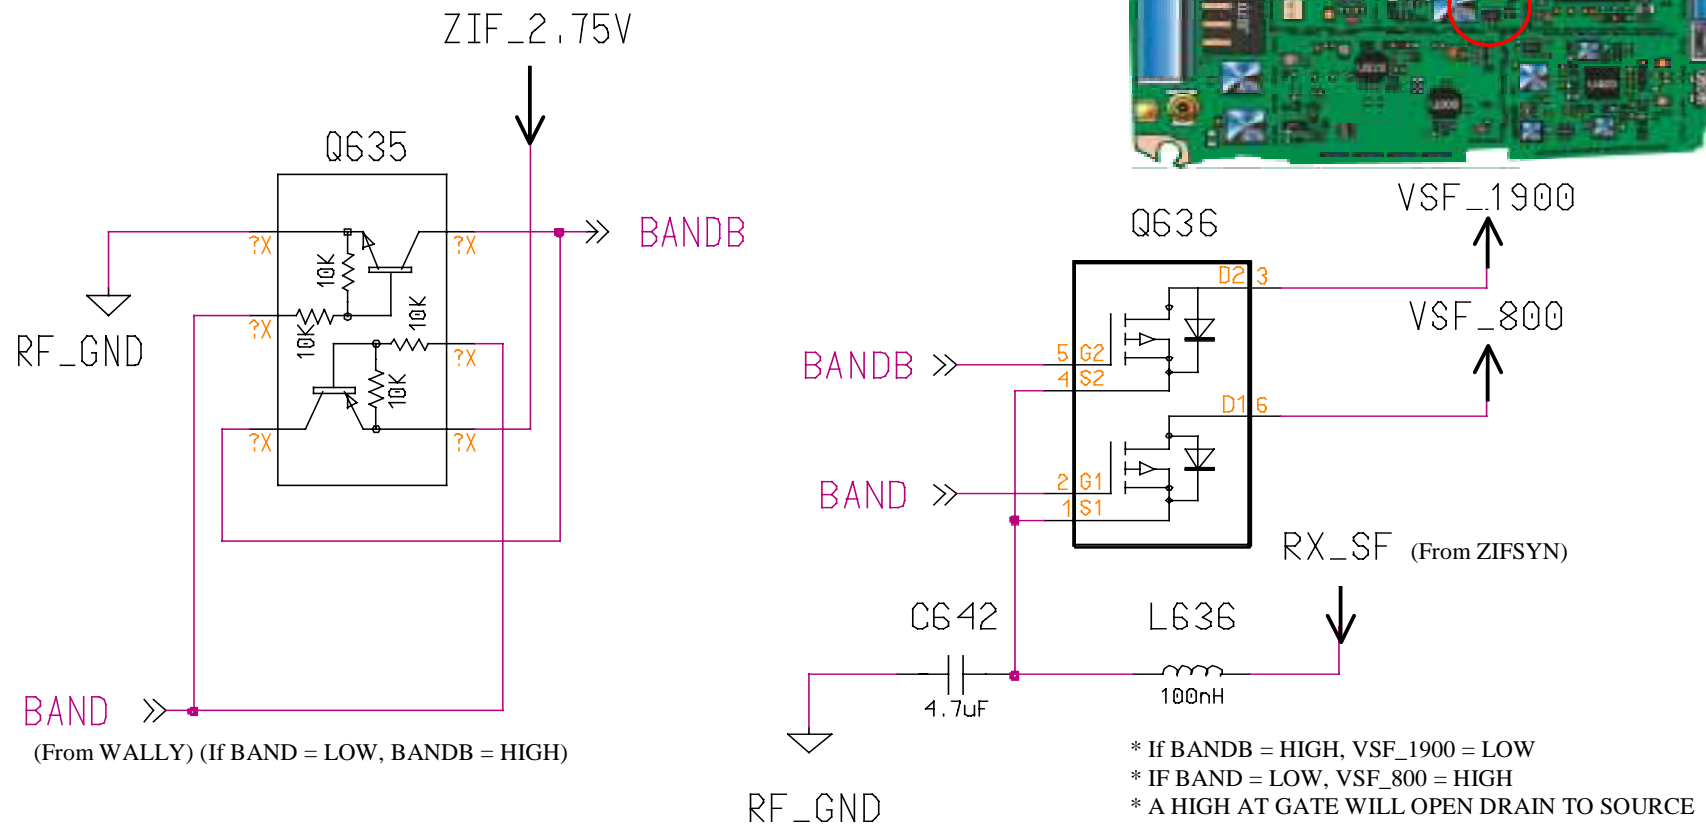 ZIF_2.75V
Q635
?X
?X
BANDB
10K
10K
10K
?X
?X
10K
?X
?X
RF_GND
BAND
(From WALLY) (If BAND = LOW, BANDB = HIGH)
VSF_1900
Q636
D2 3
VSF_800
BANDB
5 G2
4 S2
D1 6
BAND
2 G1
1 S1
RX_SF (From ZIFSYN)
C642
L636
4.7uF
100nH
RF_GND
* If BANDB = HIGH, VSF_1900 = LOW
* IF BAND = LOW, VSF_800 = HIGH
* A HIGH AT GATE WILL OPEN DRAIN TO SOURCE